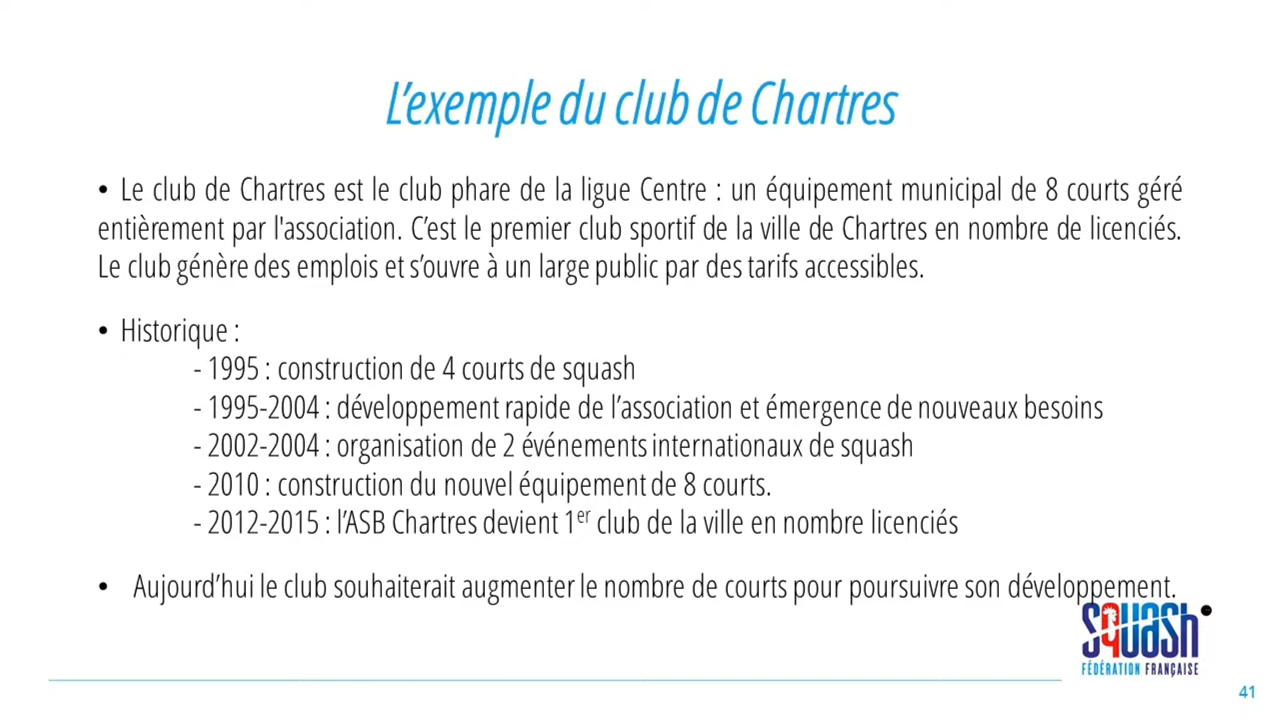 L’exemple du club de Chartres
• Le club de Chartres est le club phare de la ligue Centre : un équipement municipal de 8 courts géré
entièrement par l'association. C’est le premier club sportif de la ville de Chartres en nombre de licenciés.
Le club génère des emplois et s’ouvre à un large public par des tarifs accessibles.
• Historique :
- 1995 : construction de 4 courts de squash
- 1995-2004 : développement rapide de l’association et émergence de nouveaux besoins
- 2002-2004 : organisation de 2 événements internationaux de squash
- 2010 : construction du nouvel équipement de 8 courts.
- 2012-2015 : l’ASB Chartres devient 1er club de la ville en nombre licenciés
• Aujourd’hui le club souhaiterait augmenter le nombre de courts pour poursuivre son développement.
SQUASH
FÉDÉRATION FRANÇAISE
41